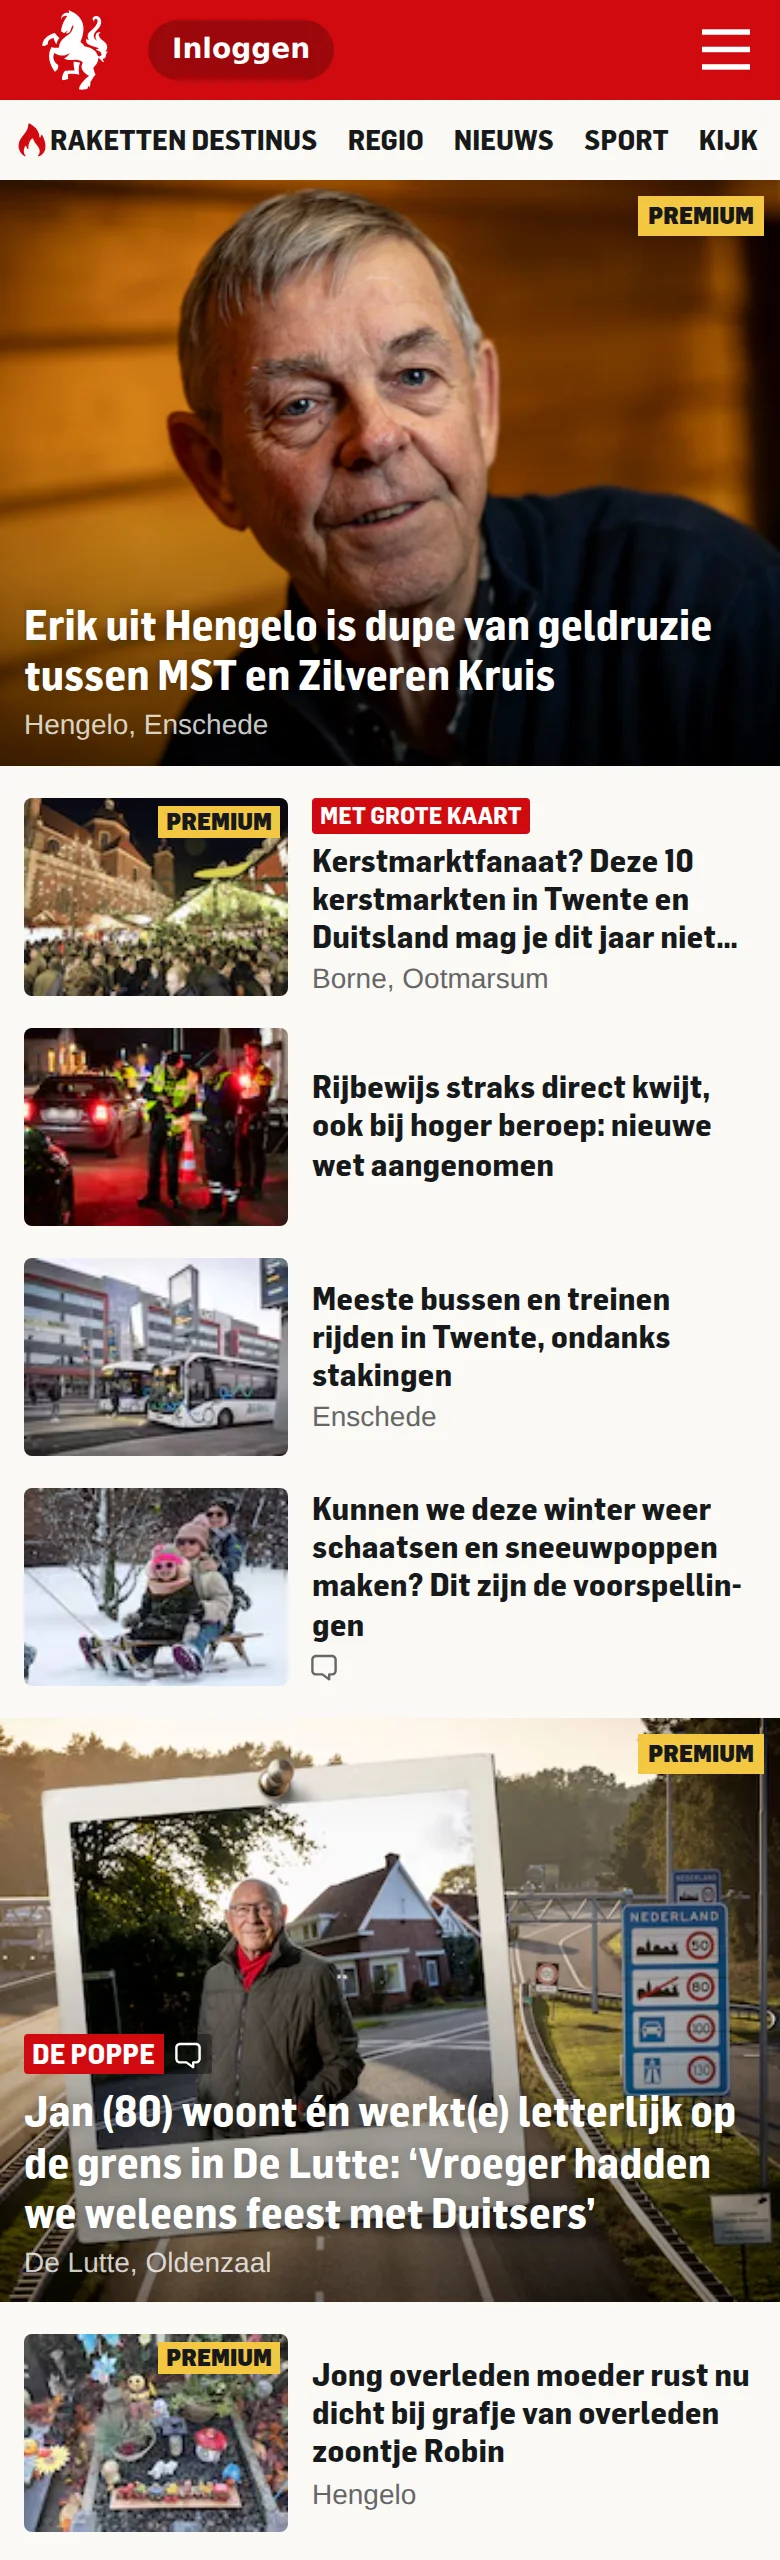 Inloggen
RAKETTEN DESTINUS REGIO NIEUWS SPORT KIJK
PREMIUM
Erik uit Hengelo is dupe van geldruzie
tussen MST en Zilveren Kruis
Hengelo, Enschede
PREMIUM
MET GROTE KAART
Kerstmarktfanaat? Deze 10
kerstmarkten in Twente en
Duitsland mag je dit jaar niet...
Borne, Ootmarsum
Rijbewijs straks direct kwijt,
ook bij hoger beroep: nieuwe
wet aangenomen
Meeste bussen en treinen
rijden in Twente, ondanks
stakingen
Enschede
Kunnen we deze winter weer
schaatsen en sneeuwpoppen
maken? Dit zijn de voorspellin-
gen
PREMIUM
NEDERLAND
NEDERLAND
50
80
100
130
DE POPPE
Jan (80) woont én werkt(e) letterlijk op
de grens in De Lutte: ‘Vroeger hadden
we weleens feest met Duitsers’
De Lutte, Oldenzaal
PREMIUM
Jong overleden moeder rust nu
dicht bij grafje van overleden
zoontje Robin
Hengelo